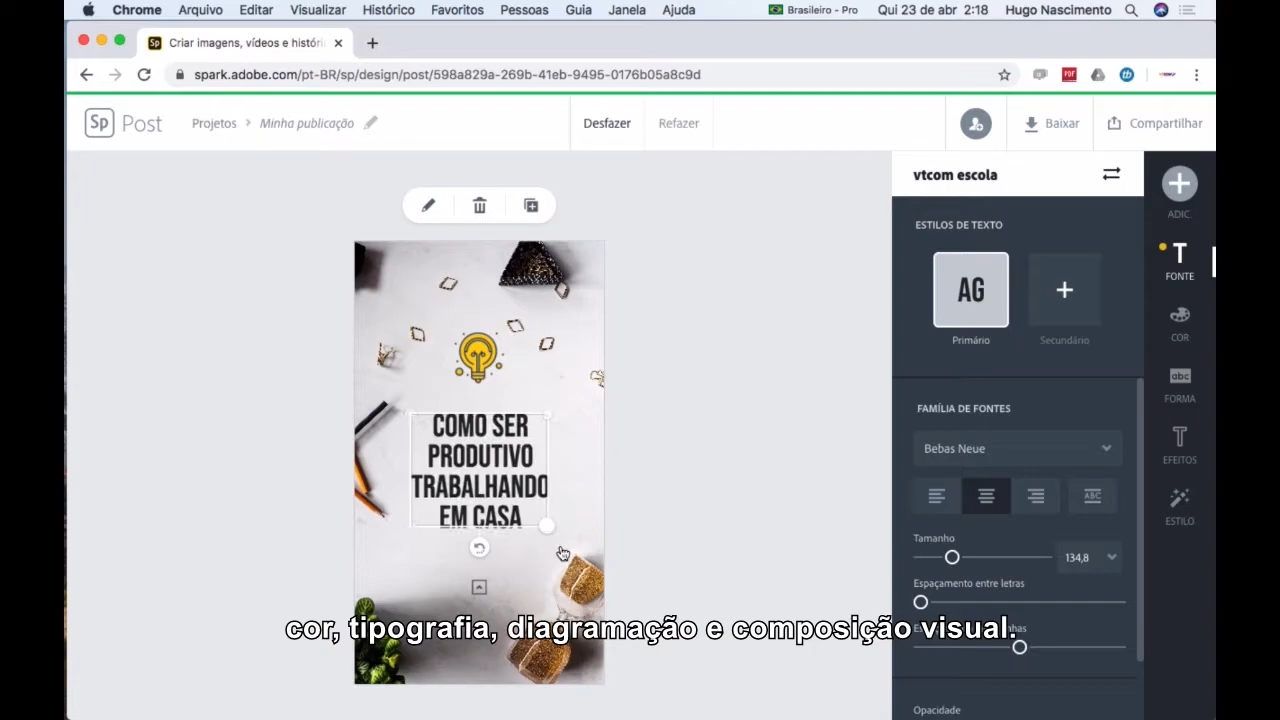 Chrome Arquivo Editar Visualizar Histórico Favoritos Pessoas Guia Janela Ajuda Brasileiro - Pro Qui 23 de abr 2:18 Hugo Nascimento
Sp Criar imagens, vídeos e históri
spark.adobe.com/pt-BR/sp/design/post/598a829a-269b-41eb-9495-0176b05a8c9d PDF tb
Sp Post Projetos > Minha publicação Desfazer Refazer Baixar Compartilhar
vtcom escola
ADIC.
ESTILOS DE TEXTO
AG
Primário Secundário
T
FONTE
COR
abc
FORMA
T
EFEITOS
ESTILO
FAMÍLIA DE FONTES
Bebas Neue
ABC
Tamanho
134,8
Espaçamento entre letras
Opacidade
COMO SER
PRODUTIVO
TRABALHANDO
EM CASA
cor, tipografia, diagramação e composição visual.